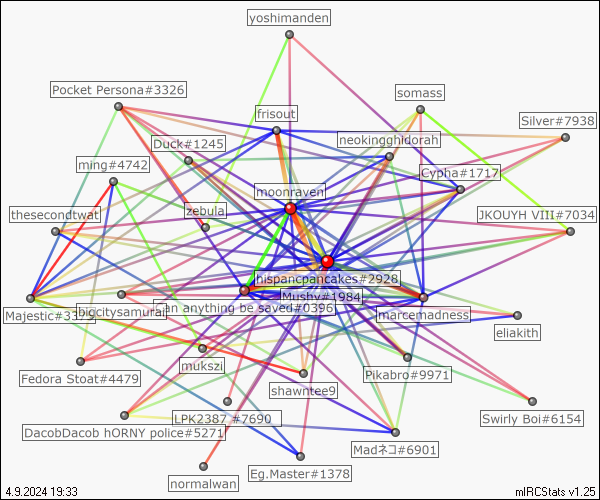 yoshimanden
Pocket Persona#3326
somass
frisout
Silver#7938
Duck#1245
neokingghidorah
ming#4742
Cypha#1717
moonraven
thesecondtwat
zebula
JKOUYH VIII#7034
hispancpancakes#2928
Mushy#1984
an anything be saved#0396
bigcitysamurai
marcemadness
Majestic#33
eliakith
mukszi
Pikabro#9971
Fedora Stoat#4479
shawntee9
LPK2387 #7690
Swirly Boi#6154
DacobDacob hORNY police#5271
Madネコ#6901
normalwan
Eg.Master#1378
4.9.2024 19:33
mIRCStats v1.25